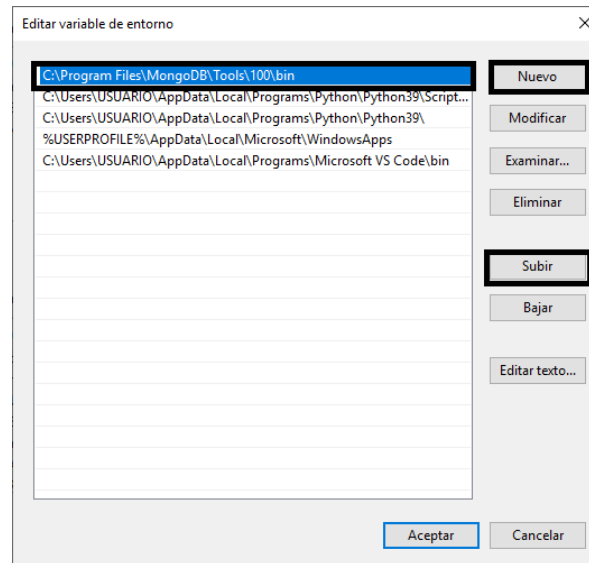 Editar variable de entorno
C:\Program Files\MongoDB\Tools\100\bin
C:\Users\USUARIO\AppData\Local\Programs\Python\Python39\Script...
C:\Users\USUARIO\AppData\Local\Programs\Python\Python39\
%USERPROFILE%\AppData\Local\Microsoft\WindowsApps
C:\Users\USUARIO\AppData\Local\Programs\Microsoft VS Code\bin
Nuevo
Modificar
Examinar...
Eliminar
Subir
Bajar
Editar texto...
Aceptar
Cancelar